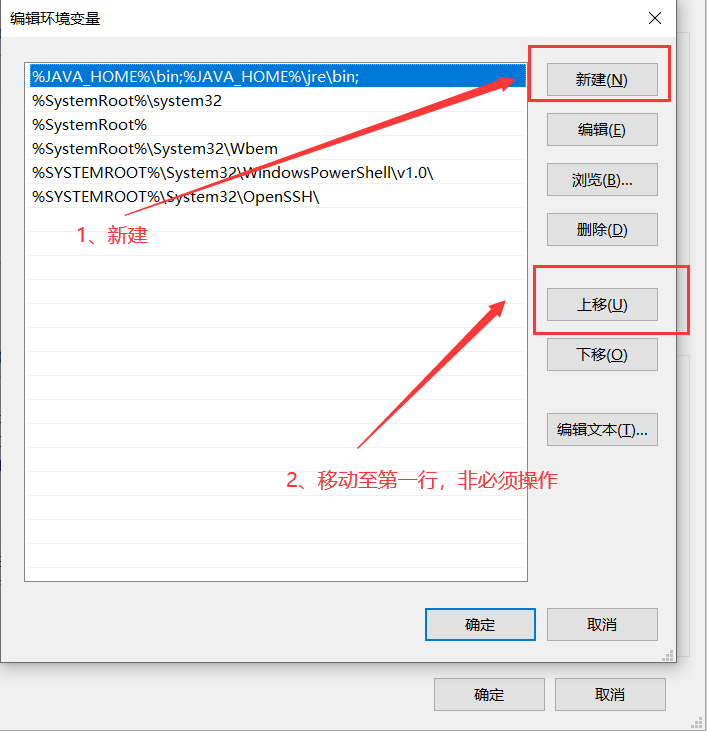 编辑环境变量
%JAVA_HOME%\bin;%JAVA_HOME%\jre\bin;
%SystemRoot%\system32
%SystemRoot%
%SystemRoot%\System32\Wbem
%SYSTEMROOT%\System32\WindowsPowerShell\v1.0\
%SYSTEMROOT%\System32\OpenSSH\
1、新建
2、移动至第一行，非必须操作
新建(N)
编辑(E)
浏览(B)...
删除(D)
上移(U)
下移(O)
编辑文本(T)...
确定
取消
确定
取消